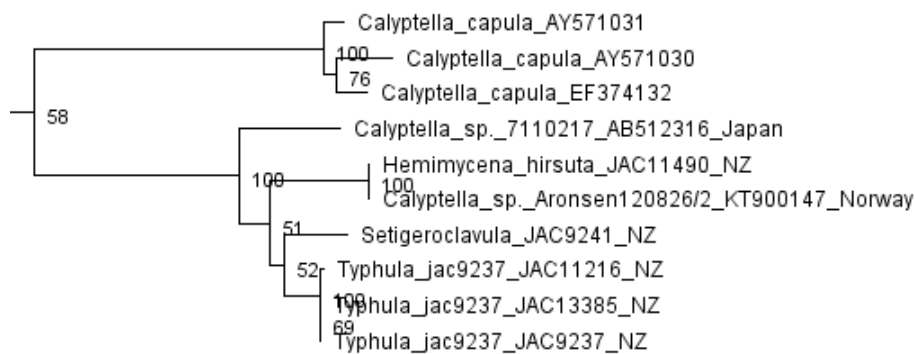 Calyptella_capula_AY571031
100
Calyptella_capula_AY571030
76
Calyptella_capula_EF374132
58
Calyptella_sp._7110217_AB512316_Japan
Hemimycena_hirsuta_JAC11490_NZ
100
100
Calyptella_sp._Aronsen120826/2_KT900147_Norway
51
Setigeroclavula_JAC9241_NZ
52
Typhula_jac9237_JAC11216_NZ
100
Typhula_jac9237_JAC13385_NZ
69
Typhula_jac9237_JAC9237_NZ